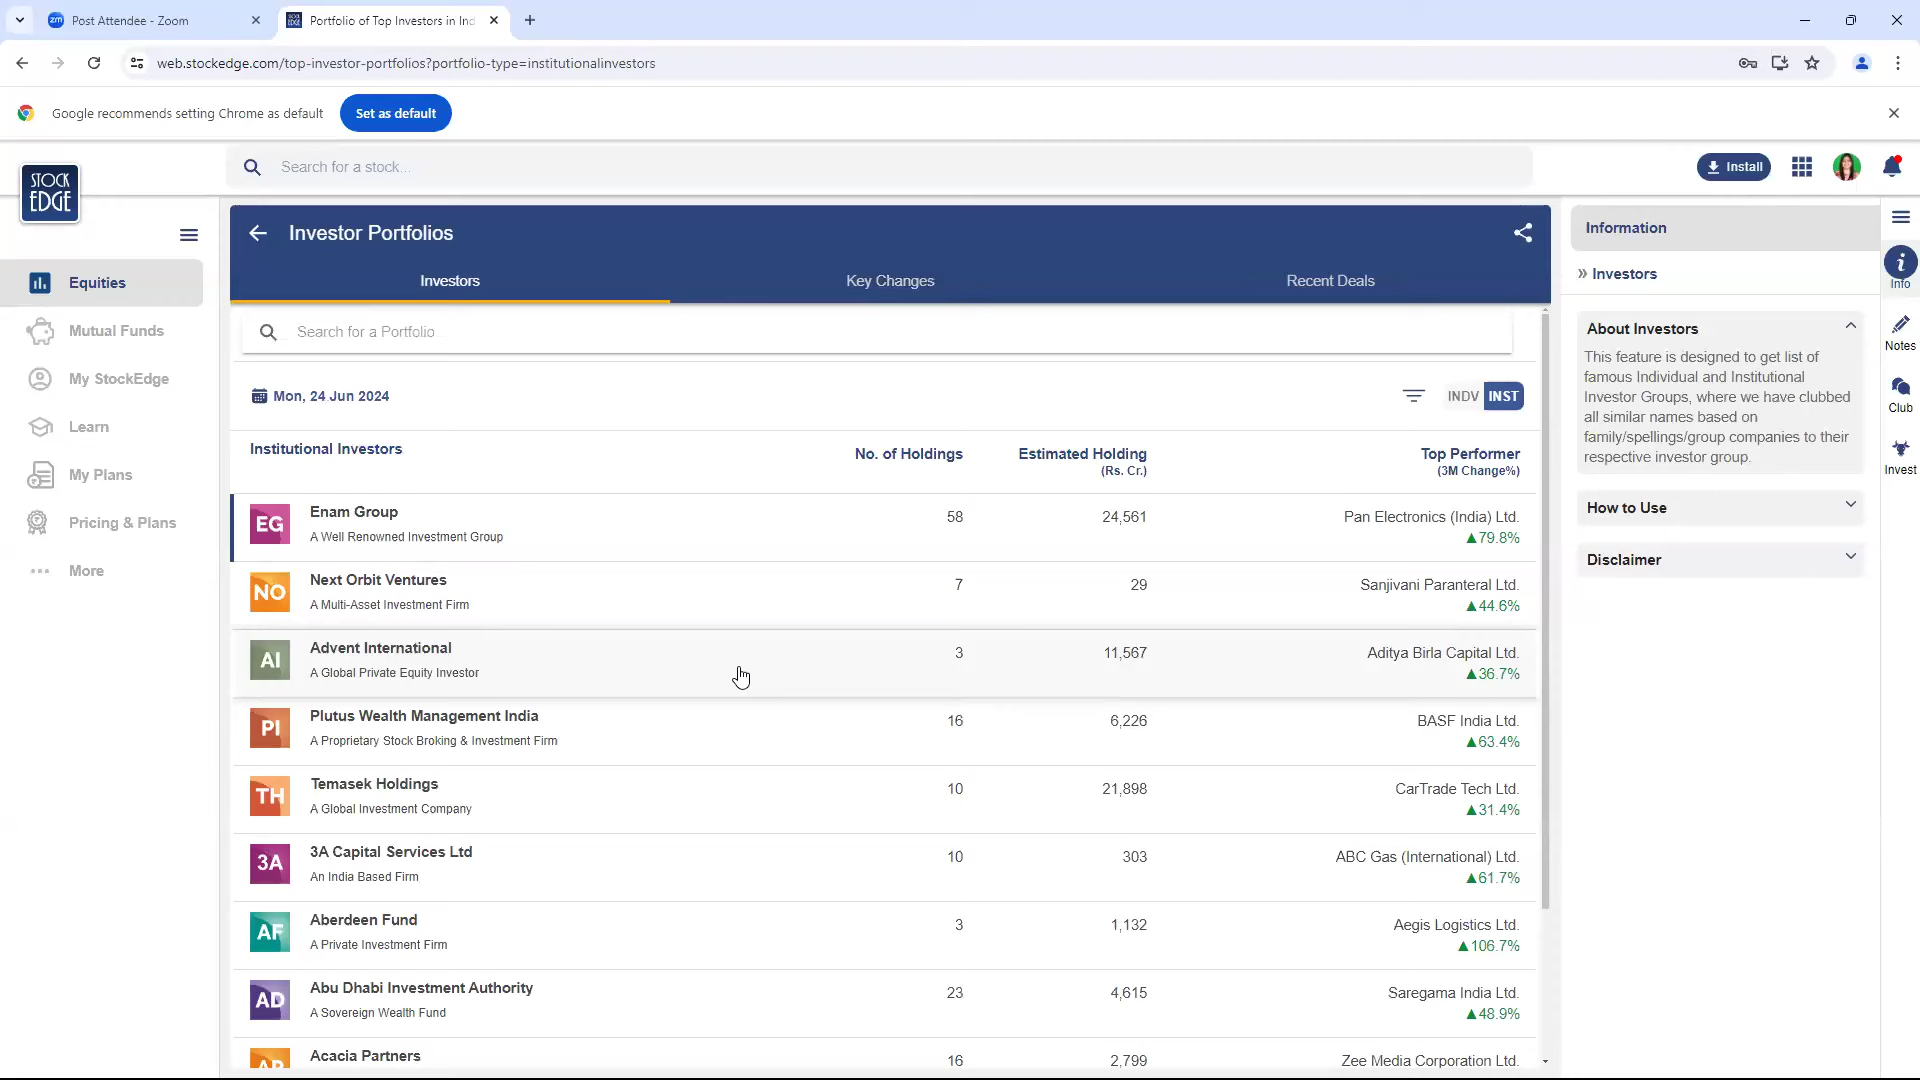 zm Post Attendee - Zoom
Portfolio of Top Investors in Ind
web.stockedge.com/top-investor-portfolios?portfolio-type=institutionalinvestors
Google recommends setting Chrome as default
Set as default
STOCK
EDGE
Search for a stock...
Install
Equities
Mutual Funds
My StockEdge
Learn
My Plans
Pricing & Plans
More
Investor Portfolios
Investors
Key Changes
Recent Deals
Search for a Portfolio
Mon, 24 Jun 2024
INDV INST
Institutional Investors
No. of Holdings
Estimated Holding
(Rs. Cr.)
Top Performer
(3M Change%)
EG
Enam Group
A Well Renowned Investment Group
58
24,561
Pan Electronics (India) Ltd.
▲79.8%
NO
Next Orbit Ventures
A Multi-Asset Investment Firm
7
29
Sanjivani Paranteral Ltd.
▲44.6%
AI
Advent International
A Global Private Equity Investor
3
11,567
Aditya Birla Capital Ltd.
▲36.7%
PI
Plutus Wealth Management India
A Proprietary Stock Broking & Investment Firm
16
6,226
BASF India Ltd.
▲63.4%
TH
Temasek Holdings
A Global Investment Company
10
21,898
CarTrade Tech Ltd.
▲31.4%
3A
3A Capital Services Ltd
An India Based Firm
10
303
ABC Gas (International) Ltd.
▲61.7%
AF
Aberdeen Fund
A Private Investment Firm
3
1,132
Aegis Logistics Ltd.
▲106.7%
AD
Abu Dhabi Investment Authority
A Sovereign Wealth Fund
23
4,615
Saregama India Ltd.
▲48.9%
AP
Acacia Partners
16
2,799
Zee Media Corporation Ltd.
Information
» Investors
About Investors
This feature is designed to get list of
famous Individual and Institutional
Investor Groups, where we have clubbed
all similar names based on
family/spellings/group companies to their
respective investor group.
How to Use
Disclaimer
Info
Notes
Club
Invest